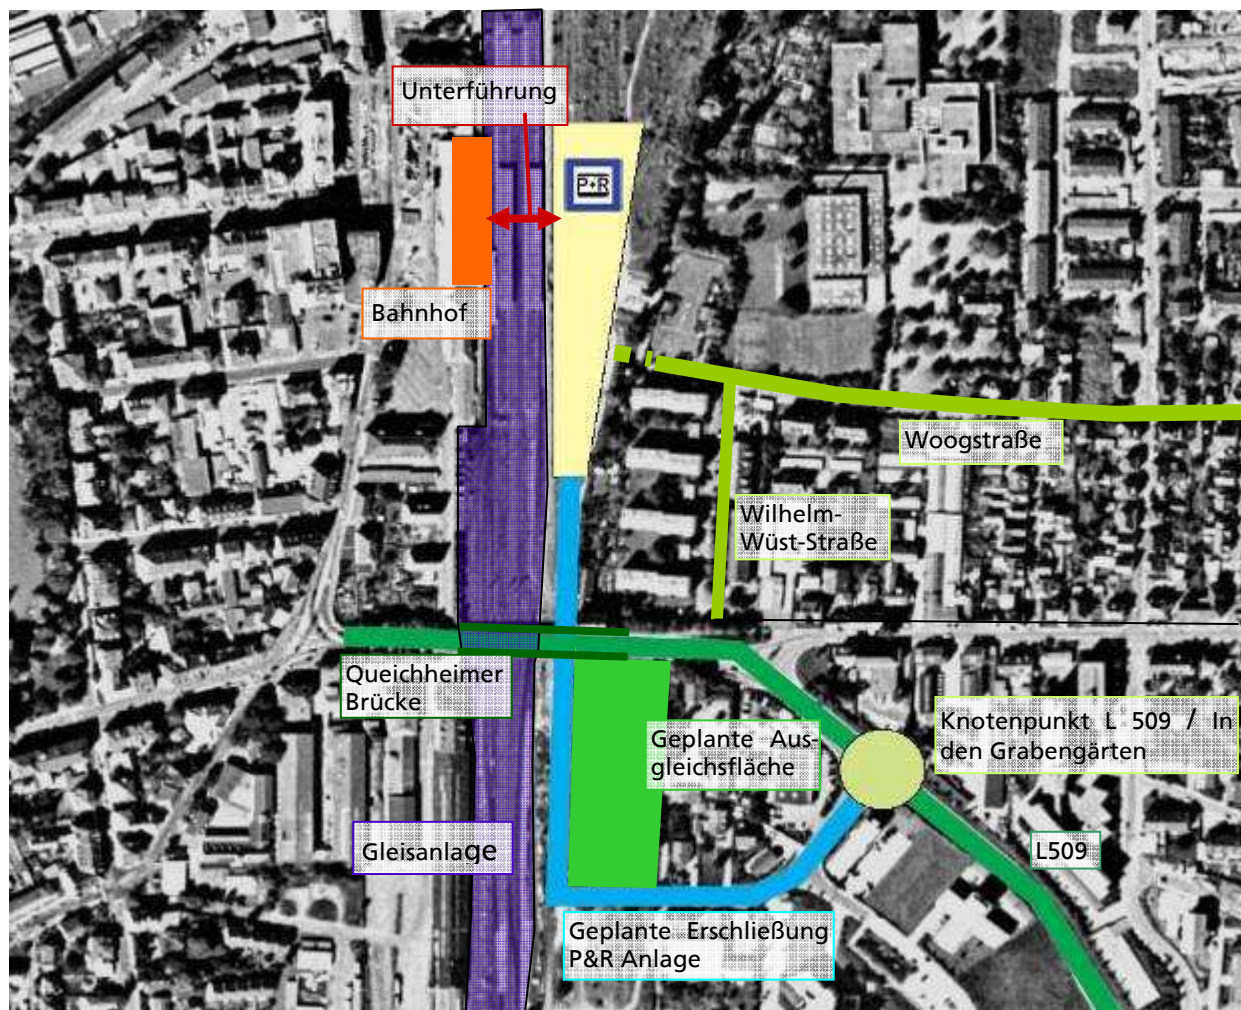 Unterführung
P+R
Bahnhof
Woogstraße
Wilhelm-
Wüst-Straße
Queichheimer
Brücke
Knotenpunkt L 509 / In
den Grabengärten
Geplante Aus-
gleichsfläche
L509
Gleisanlage
Geplante Erschließung
P&R Anlage